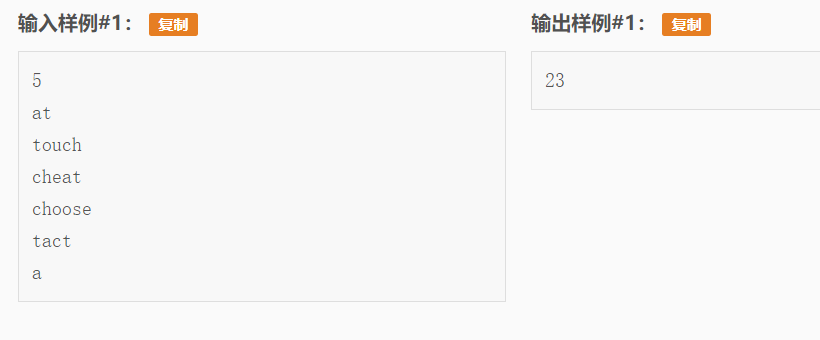 输入样例#1： 复制
5
at
touch
cheat
choose
tact
a
输出样例#1： 复制
23